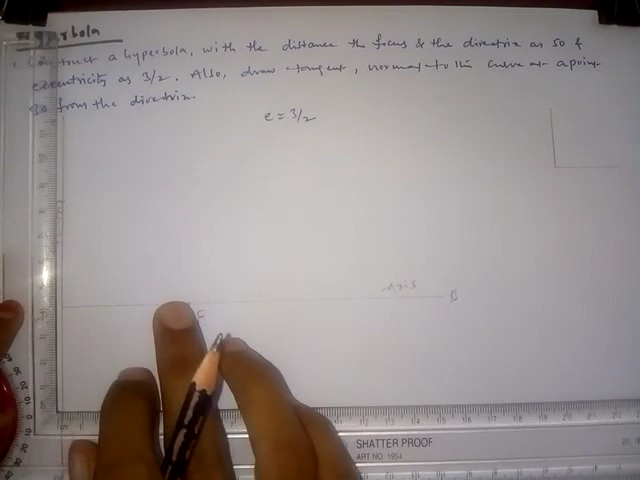 Hyperbola
1. Construct a hyperbola, with the distance the focus & the directrix as 50 &
eccentricity as 3/2. Also, draw tangent, normal to the curve at a point
from the directrix.
e = 3/2
Axis
B
F
SHATTER PROOF
ART NO. 1954